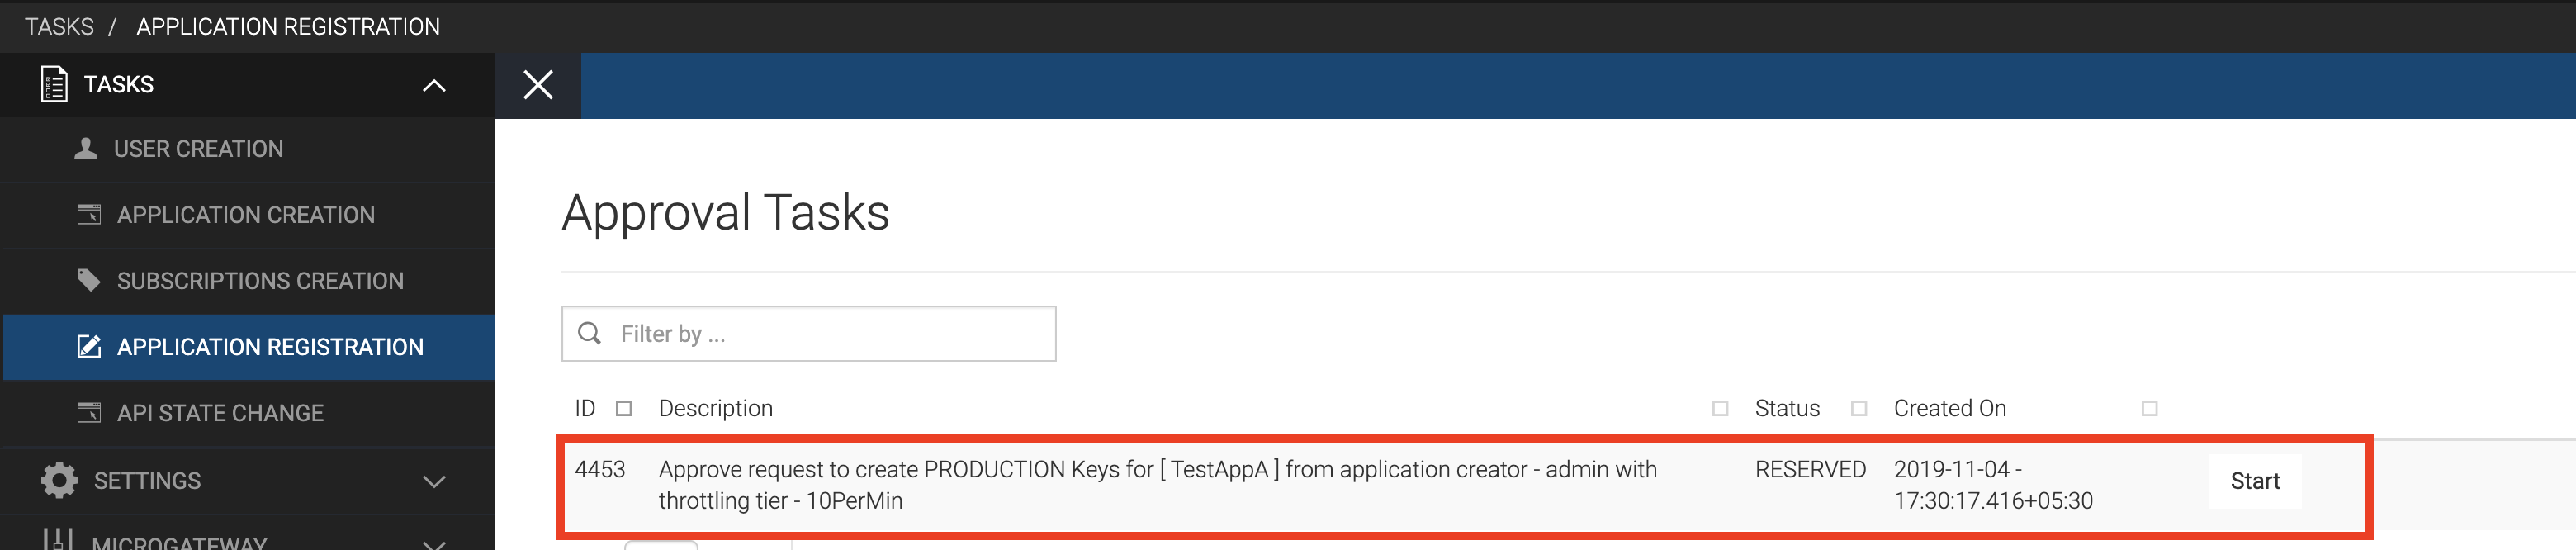 TASKS / APPLICATION REGISTRATION
TASKS
USER CREATION
APPLICATION CREATION
SUBSCRIPTIONS CREATION
APPLICATION REGISTRATION
API STATE CHANGE
SETTINGS
MICROGATEWAY
Approval Tasks
Filter by ...
ID Description Status Created On
4453 Approve request to create PRODUCTION Keys for [ TestAppA ] from application creator - admin with RESERVED 2019-11-04 -
throttling tier - 10PerMin 17:30:17.416+05:30
Start